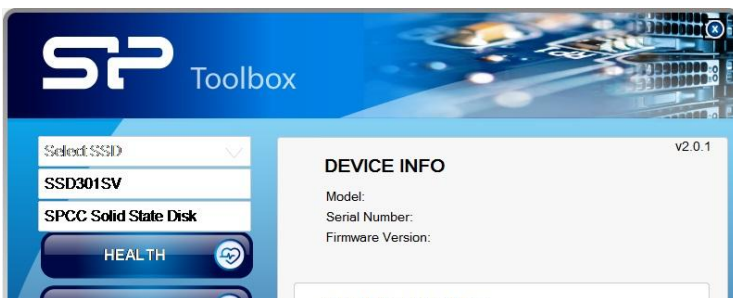 SP Toolbox
Select SSD
SSD301SV
SPCC Solid State Disk
HEALTH
v2.0.1
DEVICE INFO
Model:
Serial Number:
Firmware Version: